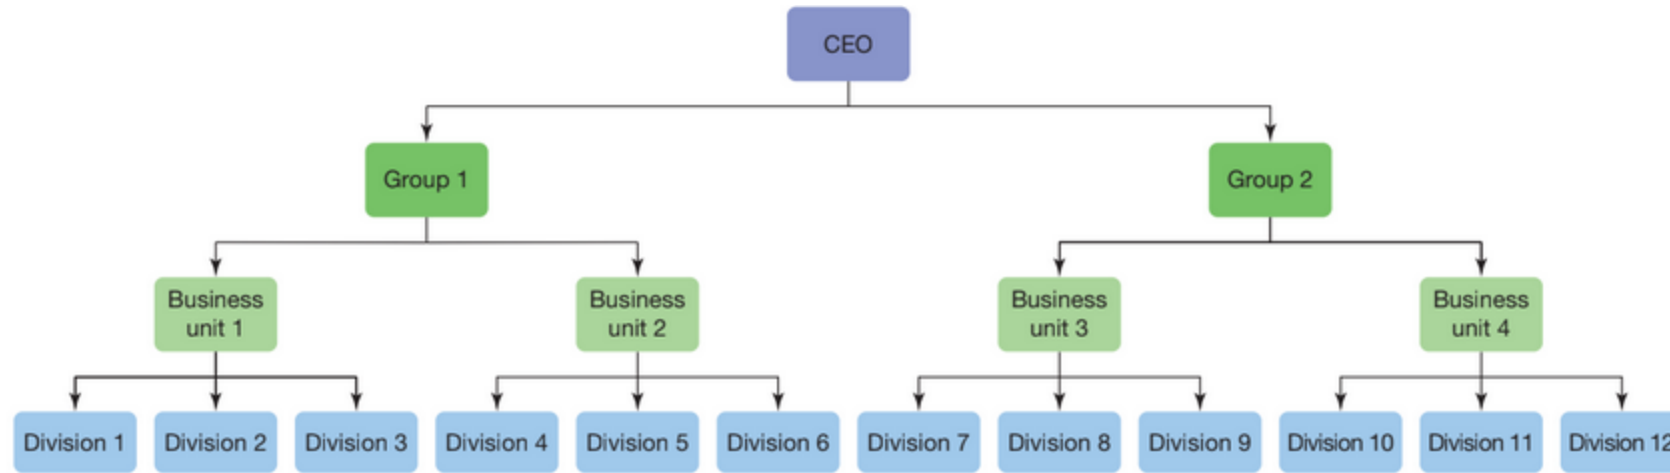 CEO
Group 1
Group 2
Business
unit 1
Business
unit 2
Business
unit 3
Business
unit 4
Division 1
Division 2
Division 3
Division 4
Division 5
Division 6
Division 7
Division 8
Division 9
Division 10
Division 11
Division 12